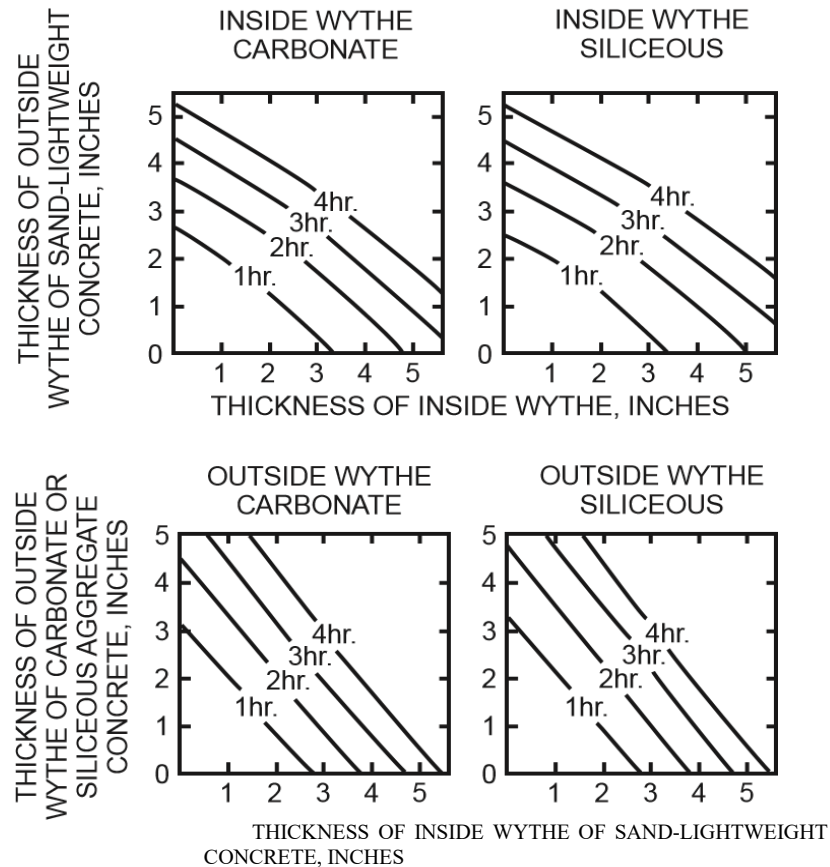 INSIDE WYTHE
CARBONATE
INSIDE WYTHE
SILICEOUS
THICKNESS OF OUTSIDE
WYTHE OF SAND-LIGHTWEIGHT
CONCRETE, INCHES
5
4
3
2
1
0
4hr.
3hr.
2hr.
1hr.
1 2 3 4 5
5
4
3
2
1
0
4hr.
3hr.
2hr.
1hr.
1 2 3 4 5
THICKNESS OF INSIDE WYTHE, INCHES
OUTSIDE WYTHE
CARBONATE
OUTSIDE WYTHE
SILICEOUS
THICKNESS OF OUTSIDE
WYTHE OF CARBONATE OR
SILICEOUS AGGREGATE
CONCRETE, INCHES
5
4
3
2
1
0
4hr.
3hr.
2hr.
1hr.
1 2 3 4 5
5
4
3
2
1
0
4hr.
3hr.
2hr.
1hr.
1 2 3 4 5
THICKNESS OF INSIDE WYTHE OF SAND-LIGHTWEIGHT
CONCRETE, INCHES